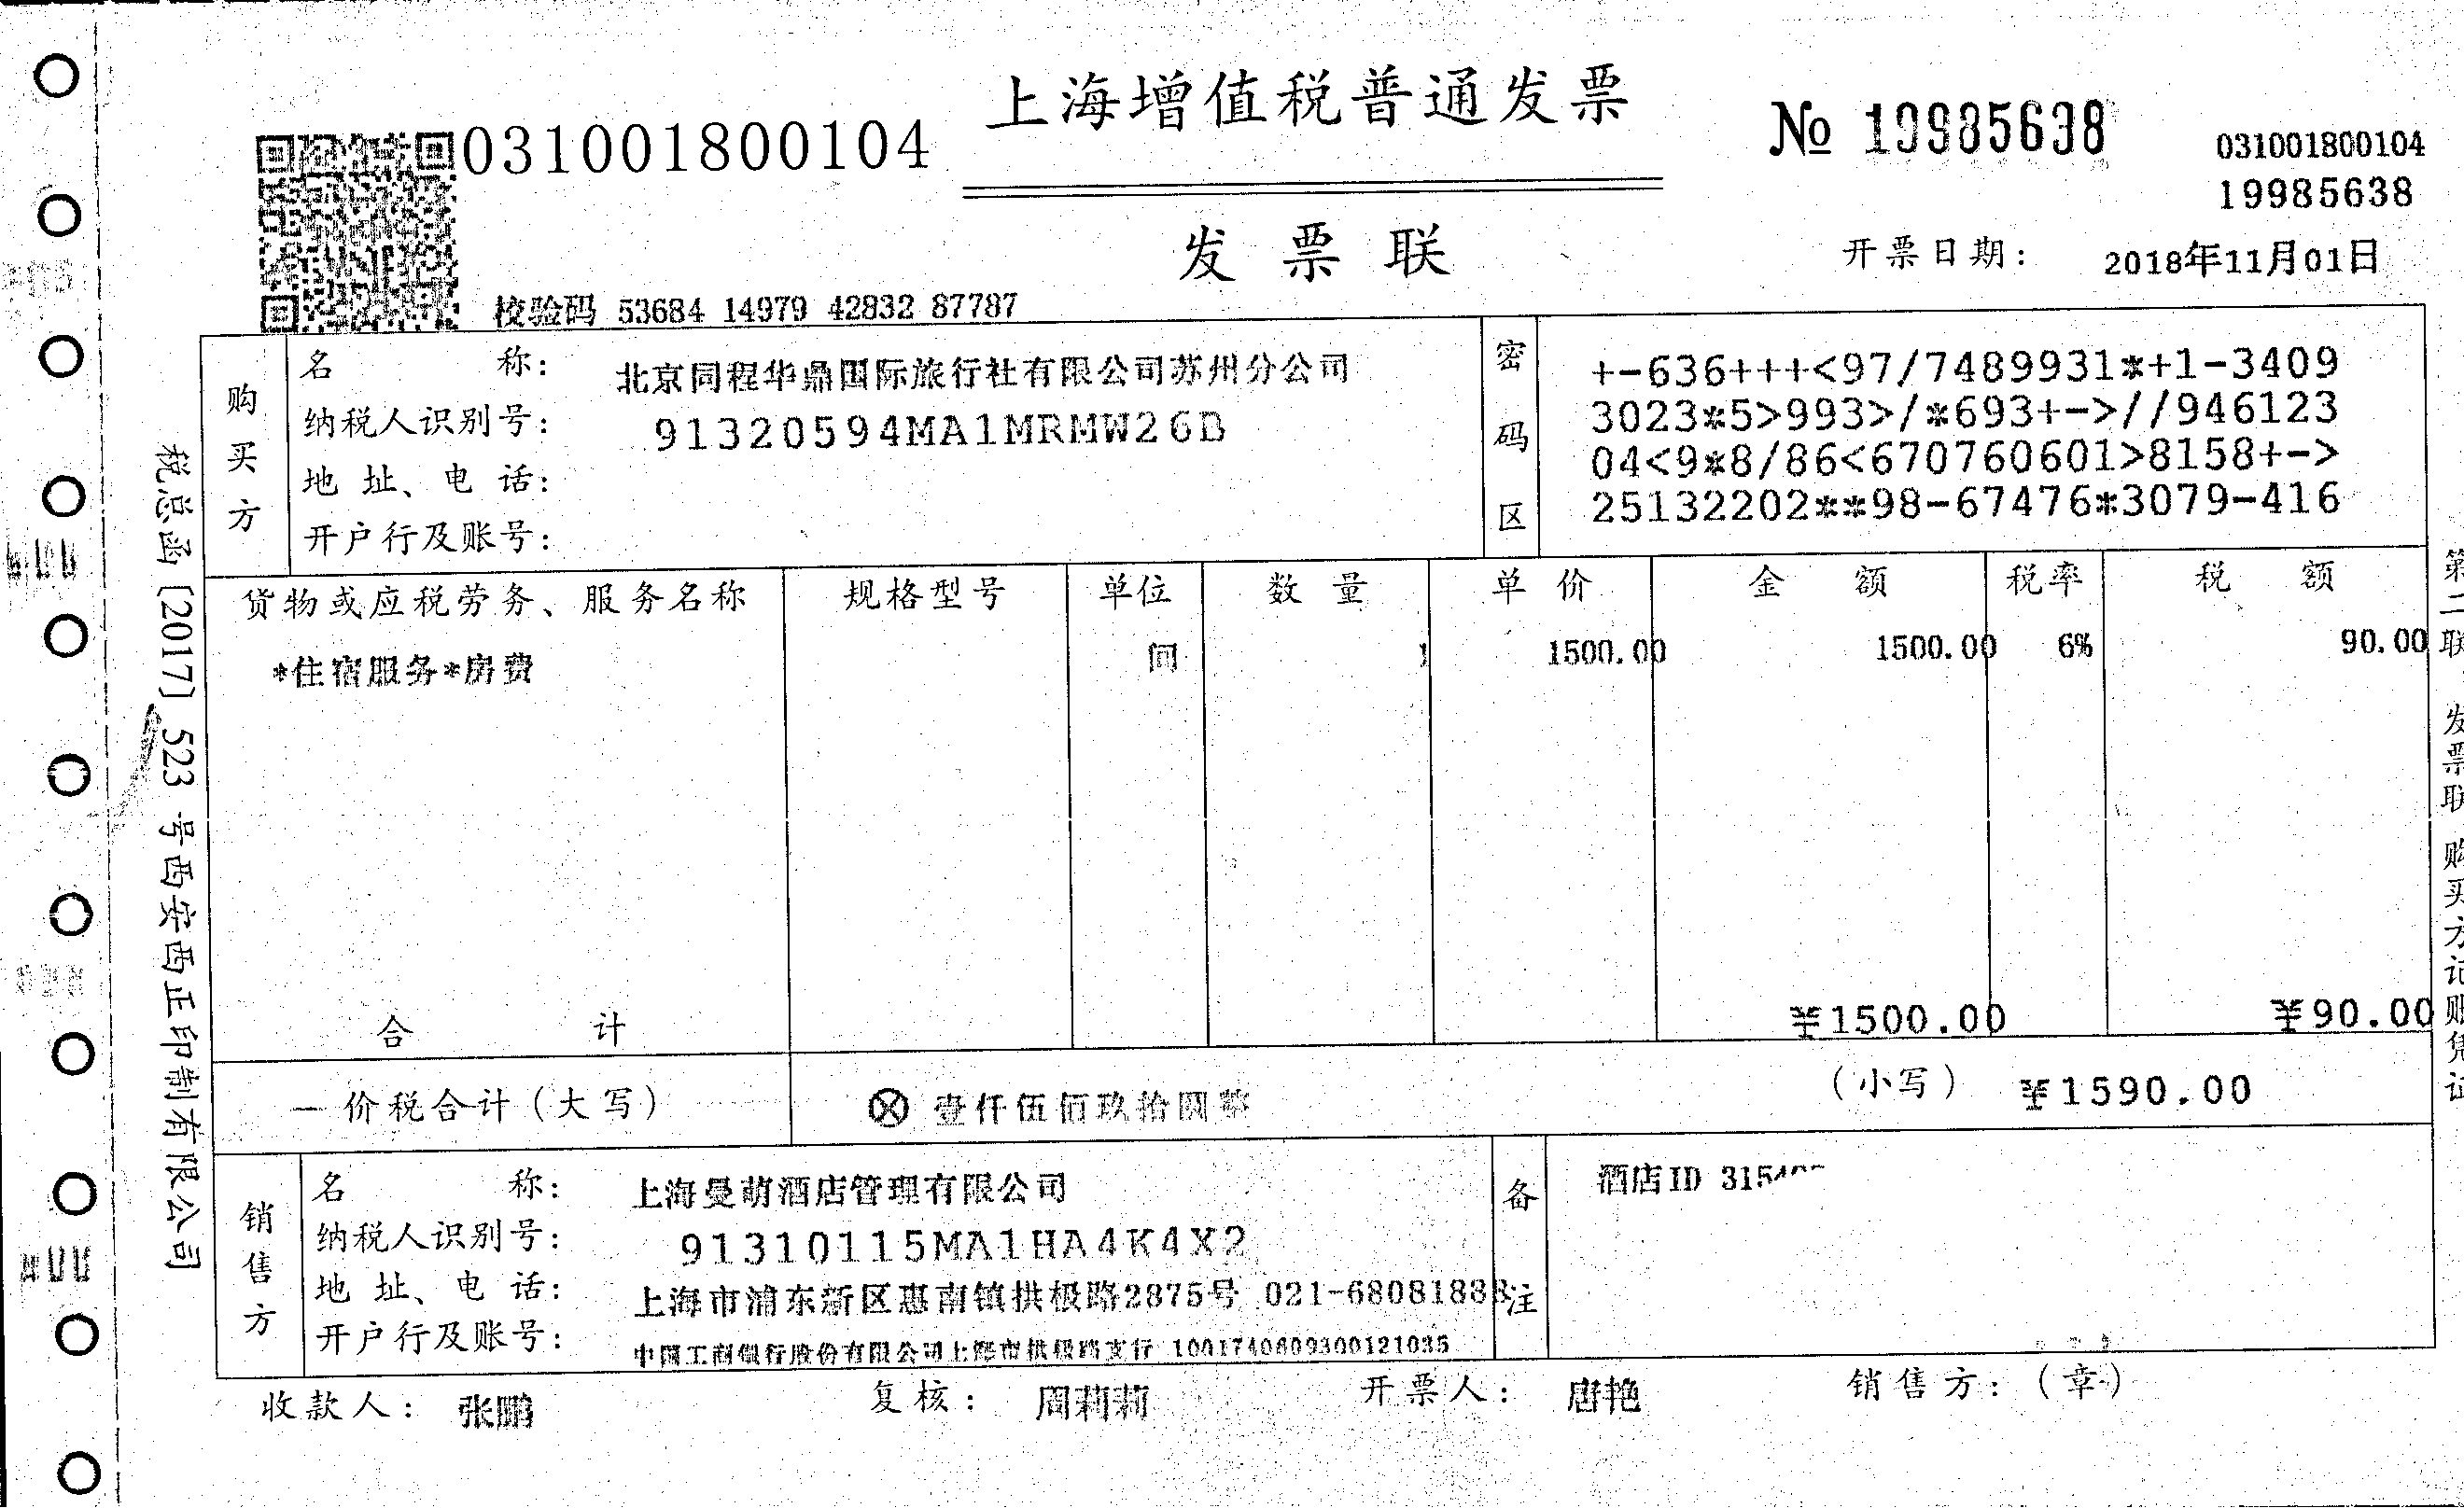 上海增值税普通发票
031001800104
№ 19985638
031001800104
19985638
发票联
开票日期: 2018年11月01日
校验码 53684 14979 42832 87787
购买方
名称: 北京同程华鼎国际旅行社有限公司苏州分公司
纳税人识别号: 91320594MA1MRMW26B
地址、电话:
开户行及账号:
密码区
+-636+++<97/7489931*+1-3409
3023*5>993>/*693+->//946123
04<9*8/86<670760601>8158+->
25132202**98-67476*3079-416
货物或应税劳务、服务名称 规格型号 单位 数量 单价 金额 税率 税额
*住宿服务*房费 间 1 1500.00 1500.00 6% 90.00
合计 ¥1500.00 ¥90.00
价税合计(大写) ⊗ 壹仟伍佰玖拾圆整 (小写) ¥1590.00
销售方
名称: 上海曼萌酒店管理有限公司
纳税人识别号: 91310115MA1HA4K4X2
地址、电话: 上海市浦东新区惠南镇拱极路2875号 021-68081888
开户行及账号: 中国工商银行股份有限公司上海市拱极路支行 1001740609300121035
备注
酒店ID
收款人: 张鹏 复核: 周莉莉 开票人: 唐艳 销售方:(章)
税总函[2017]523号西安西正印制有限公司
第二联 发票联 购买方记账凭证